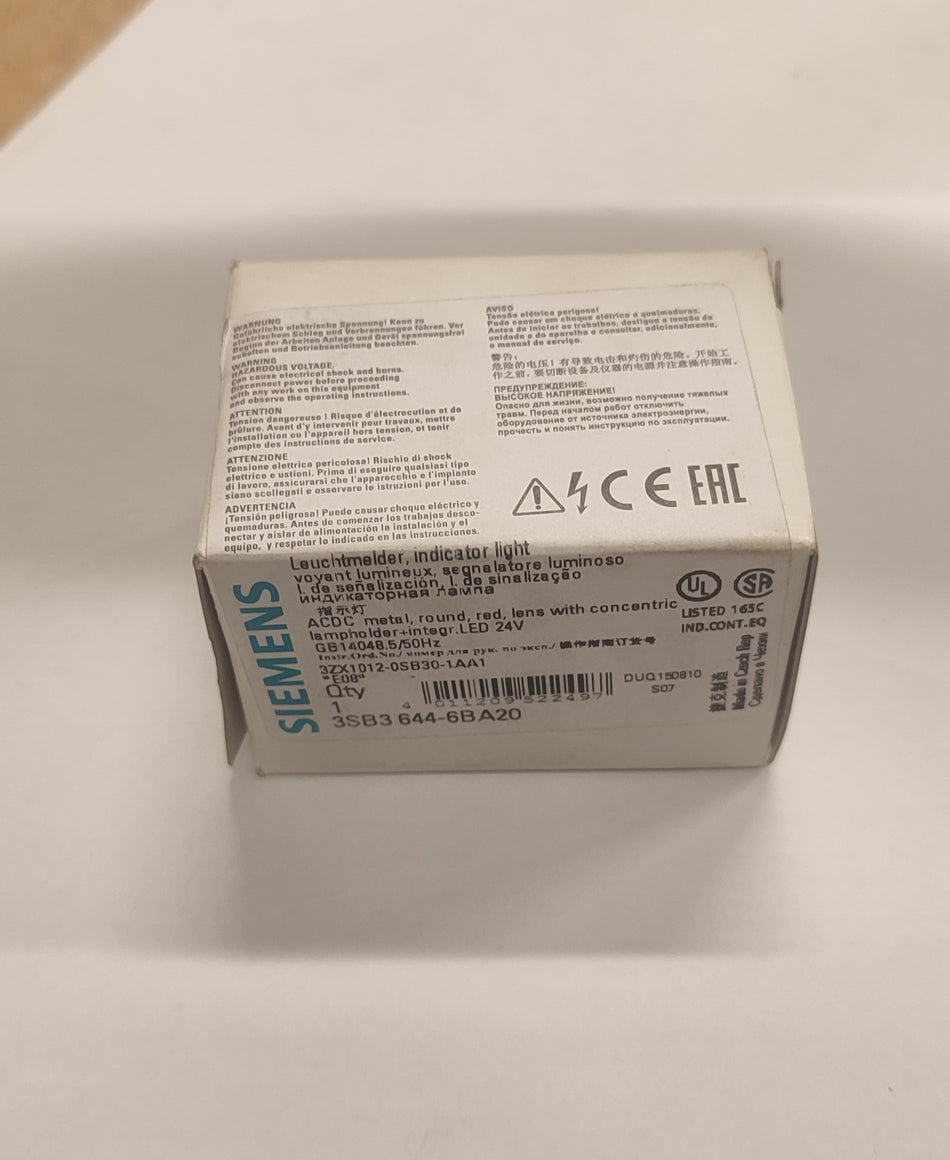 WARNUNG
Gefährliche elektrische Spannung! Kann zu
elektrischem Schlag und Verbrennungen führen. Vor
Beginn der Arbeiten Anlage und Gerät spannungsfrei
schalten und Betriebsanleitung beachten.
WARNING
HAZARDOUS VOLTAGE.
Can cause electrical shock and burns.
Disconnect power before proceeding
with any work on this equipment
and observe the operating instructions.
ATTENTION
Tension dangereuse ! Risque d'électrocution et de
brûlure. Avant d'y intervenir pour travaux, mettre
l'installation ou l'appareil hors tension, et tenir
compte des instructions de service.
ATTENZIONE
Tensione elettrica pericolosa! Rischio di shock
elettrico e ustioni. Prima di eseguire qualsiasi tipo
di lavoro, assicurarsi che l'apparecchio e l'impianto
siano scollegati e osservare le istruzioni per l'uso.
ADVERTENCIA
¡Tensión peligrosa! Puede causar choque eléctrico y
quemaduras. Antes de comenzar los trabajos desco-
nectar y aislar de alimentación la instalación y el
equipo, y respetar lo indicado en las instrucciones.
AVISO
Tensão elétrica perigosa!
Pode causar um choque elétrico e queimaduras.
Antes de iniciar os trabalhos, desligue a tensão da
unidade e do aparelho e consultar, adicionalmente,
o manual de serviço.
警告：
危险的电压！有导致电击和灼伤的危险。开始工
作之前，要切断设备及仪器的电源并注意操作指南。
ПРЕДУПРЕЖДЕНИЕ:
ВЫСОКОЕ НАПРЯЖЕНИЕ!
Опасно для жизни, возможно получение тяжелых
травм. Перед началом работ отключить
оборудование от источника электроэнергии,
прочесть и понять инструкцию по эксплуатации.
CE EAC
SIEMENS
Leuchtmelder, indicator light
voyant lumineux, segnalatore luminoso
l. de señalización, l. de sinalização
индикаторная лампа
指示灯
ACDC metal, round, red, lens with concentric
lampholder+integr.LED 24V
GB14048.5/50Hz
Instr.Ord.No./ номер для рук. по эксп./ 操作指南订货号
3ZX1012-0SB30-1AA1
"E08"
Qty
1
4 011209 522497
3SB3 644-6BA20
UL SA
LISTED 165C
IND.CONT.EQ
DUQ150810
S07
捷克制造
Made in Czech Rep
Сделано в Чехии